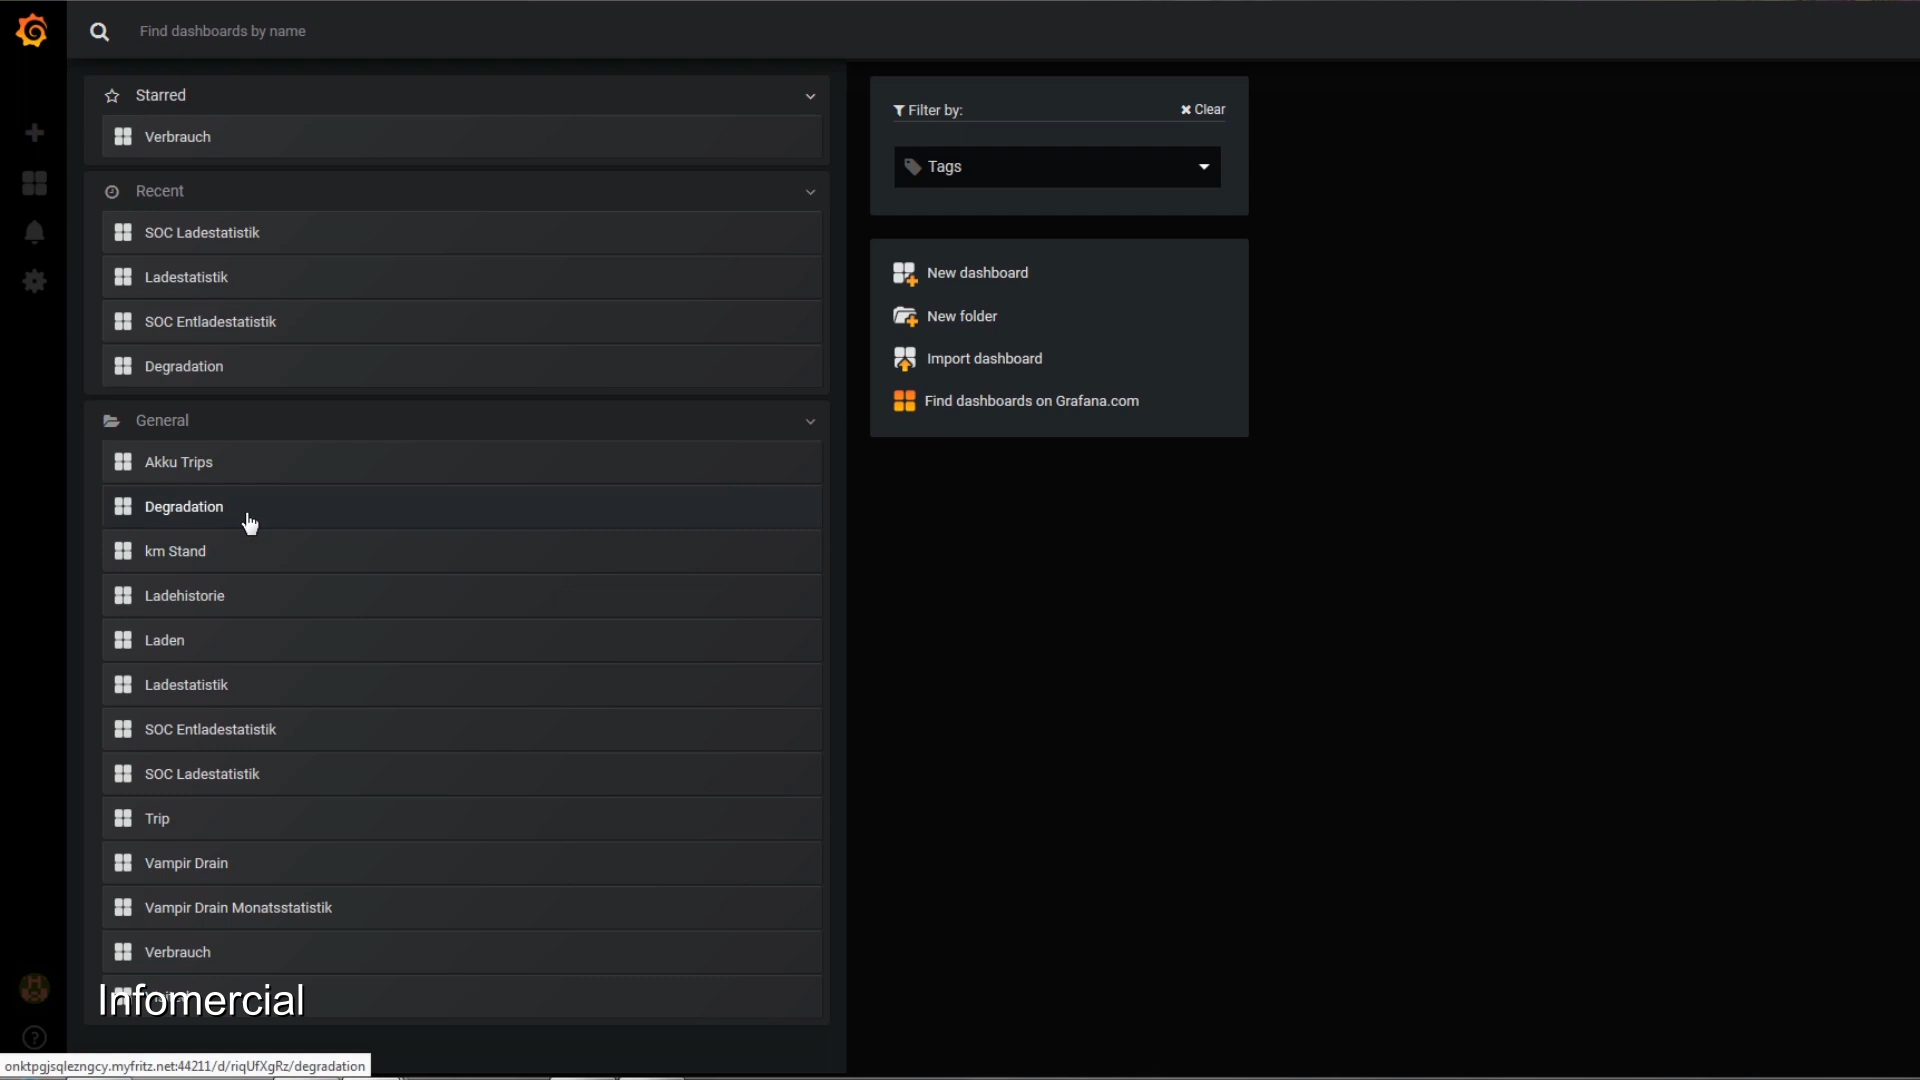 Find dashboards by name
Starred
Verbrauch
Recent
SOC Ladestatistik
Ladestatistik
SOC Entladestatistik
Degradation
General
Akku Trips
Degradation
km Stand
Ladehistorie
Laden
Ladestatistik
SOC Entladestatistik
SOC Ladestatistik
Trip
Vampir Drain
Vampir Drain Monatsstatistik
Verbrauch
Infomercial
onktpgjsqlezngcy.myfritz.net:44211/d/riqUfXgRz/degradation
Filter by:
Clear
Tags
New dashboard
New folder
Import dashboard
Find dashboards on Grafana.com